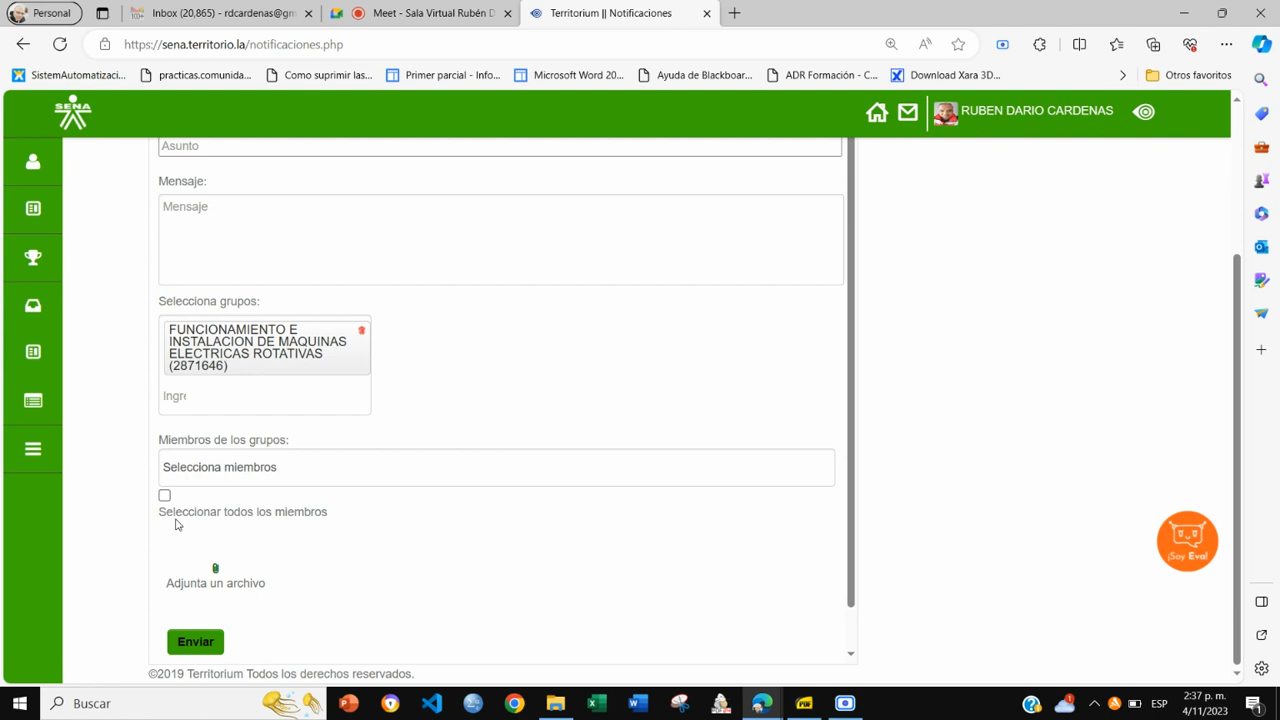 Personal
Inbox (20,865) - rdcardenas@gm
Meet - Sala Virtual Rubén D
Territorium || Notificaciones
https://sena.territorio.la/notificaciones.php
SistemAutomatizaci...
practicas.comunida...
Como suprimir las...
Primer parcial - Info...
Microsoft Word 20...
Ayuda de Blackboar...
ADR Formación - C...
Download Xara 3D...
Otros favoritos
SENA
RUBEN DARIO CARDENAS
Asunto
Mensaje:
Mensaje
Selecciona grupos:
FUNCIONAMIENTO E
INSTALACION DE MAQUINAS
ELECTRICAS ROTATIVAS
(2871646)
Ingre
Miembros de los grupos:
Selecciona miembros
Seleccionar todos los miembros
Adjunta un archivo
¡Soy Eva!
Enviar
©2019 Territorium Todos los derechos reservados.
Buscar
ESP
2:37 p. m.
4/11/2023